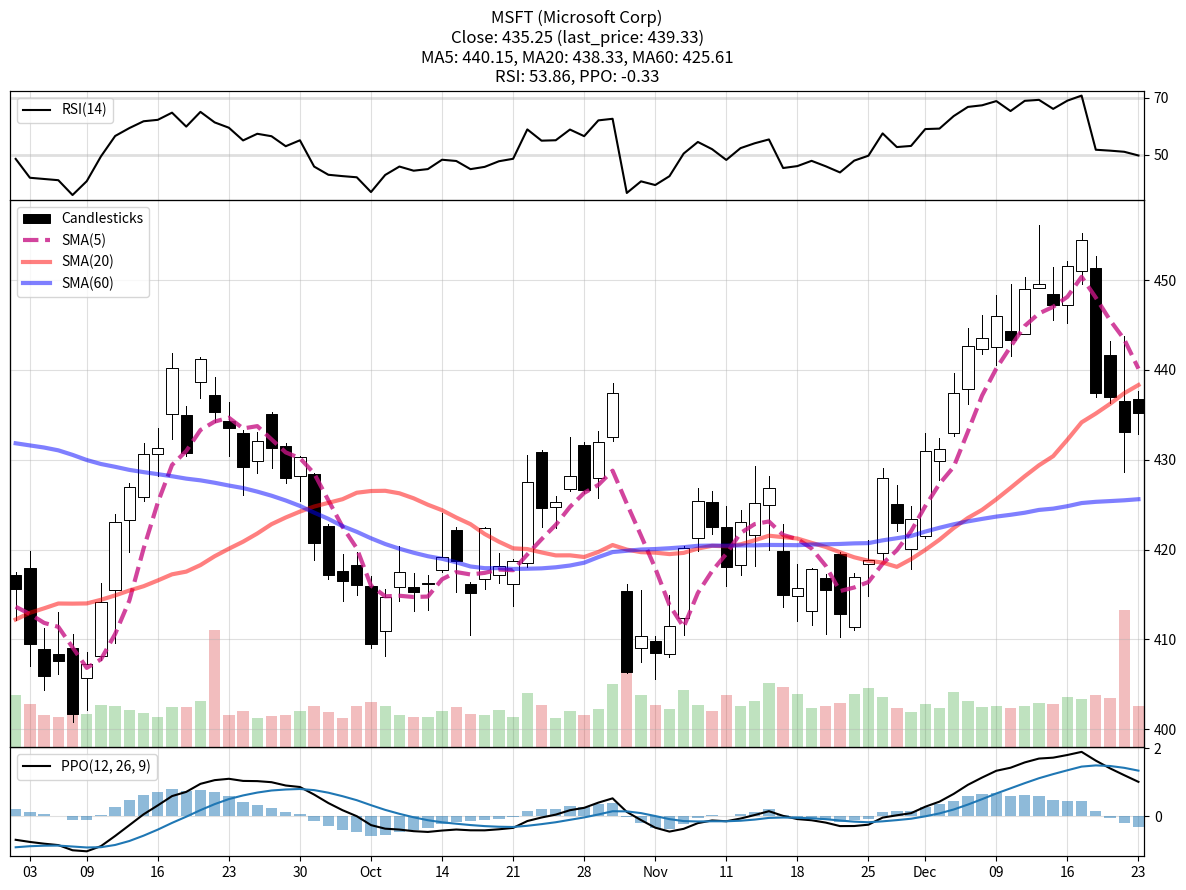 MSFT (Microsoft Corp)
Close: 435.25 (last_price: 439.33)
MA5: 440.15, MA20: 438.33, MA60: 425.61
RSI: 53.86, PPO: -0.33
RSI(14)
70
50
Candlesticks
SMA(5)
SMA(20)
SMA(60)
450
440
430
420
410
400
PPO(12, 26, 9)
2
0
03 09 16 23 30 Oct 14 21 28 Nov 11 18 25 Dec 09 16 23